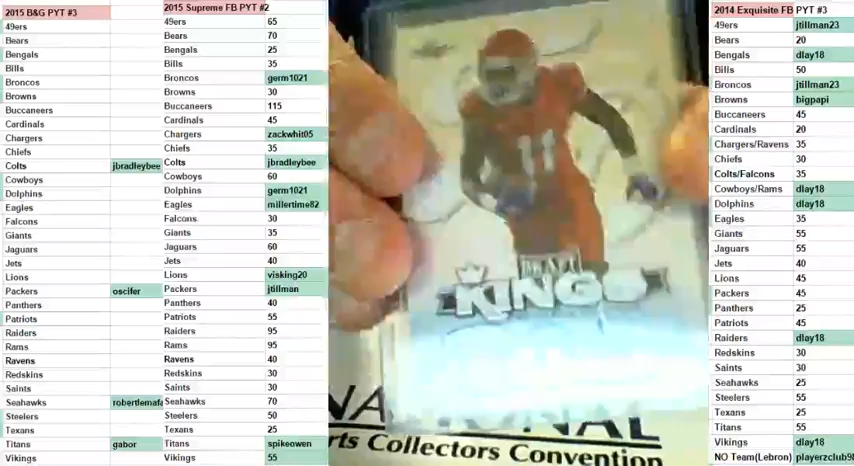 2015 B&G PYT #3
49ers
Bears
Bengals
Bills
Broncos
Browns
Buccaneers
Cardinals
Chargers
Chiefs
Colts jbradleybee
Cowboys
Dolphins
Eagles
Falcons
Giants
Jaguars
Jets
Lions
Packers oscifer
Panthers
Patriots
Raiders
Rams
Ravens
Redskins
Saints
Seahawks robertlemafa
Steelers
Texans
Titans gabor
Vikings
2015 Supreme FB PYT #2
49ers 65
Bears 70
Bengals 25
Bills 35
Broncos germ1021
Browns 30
Buccaneers 115
Cardinals 45
Chargers zackwhit05
Chiefs 35
Colts jbradleybee
Cowboys 60
Dolphins germ1021
Eagles millertime82
Falcons 30
Giants 35
Jaguars 60
Jets 40
Lions visking20
Packers jtillman
Panthers 40
Patriots 55
Raiders 95
Rams 95
Ravens 40
Redskins 30
Saints 30
Seahawks 70
Steelers 50
Texans 25
Titans spikeowen
Vikings 55
11
DRAFT
KINGS
NATIONAL
rts Collectors Convention
2014 Exquisite FB PYT #3
49ers jtillman23
Bears 20
Bengals dlay18
Bills 50
Broncos jtillman23
Browns bigpapi
Buccaneers 45
Cardinals 20
Chargers/Ravens 35
Chiefs 30
Colts/Falcons 35
Cowboys/Rams dlay18
Dolphins dlay18
Eagles 35
Giants 55
Jaguars 55
Jets 40
Lions 45
Packers 45
Panthers 25
Patriots 45
Raiders dlay18
Redskins 30
Saints 30
Seahawks 25
Steelers 55
Texans 25
Titans 55
Vikings dlay18
NO Team(Lebron) playerzclub98